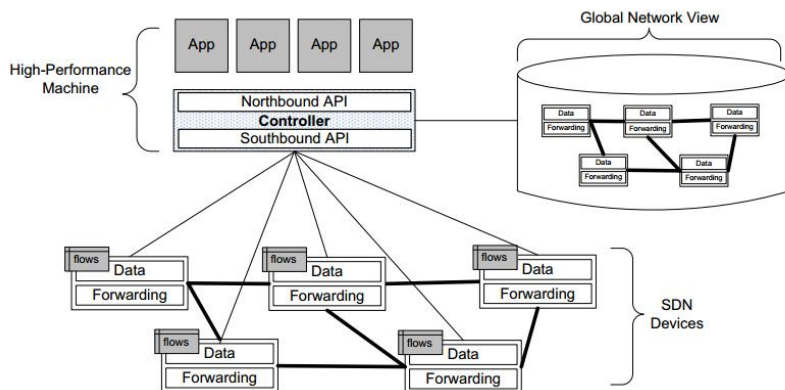 Global Network View
App App App App
High-Performance
Machine
Northbound API
Controller
Southbound API
Data Data Data
Forwarding Forwarding Forwarding
Data Data
Forwarding Forwarding
flows flows flows
Data Data Data
Forwarding Forwarding Forwarding
SDN
Devices
flows flows
Data Data
Forwarding Forwarding